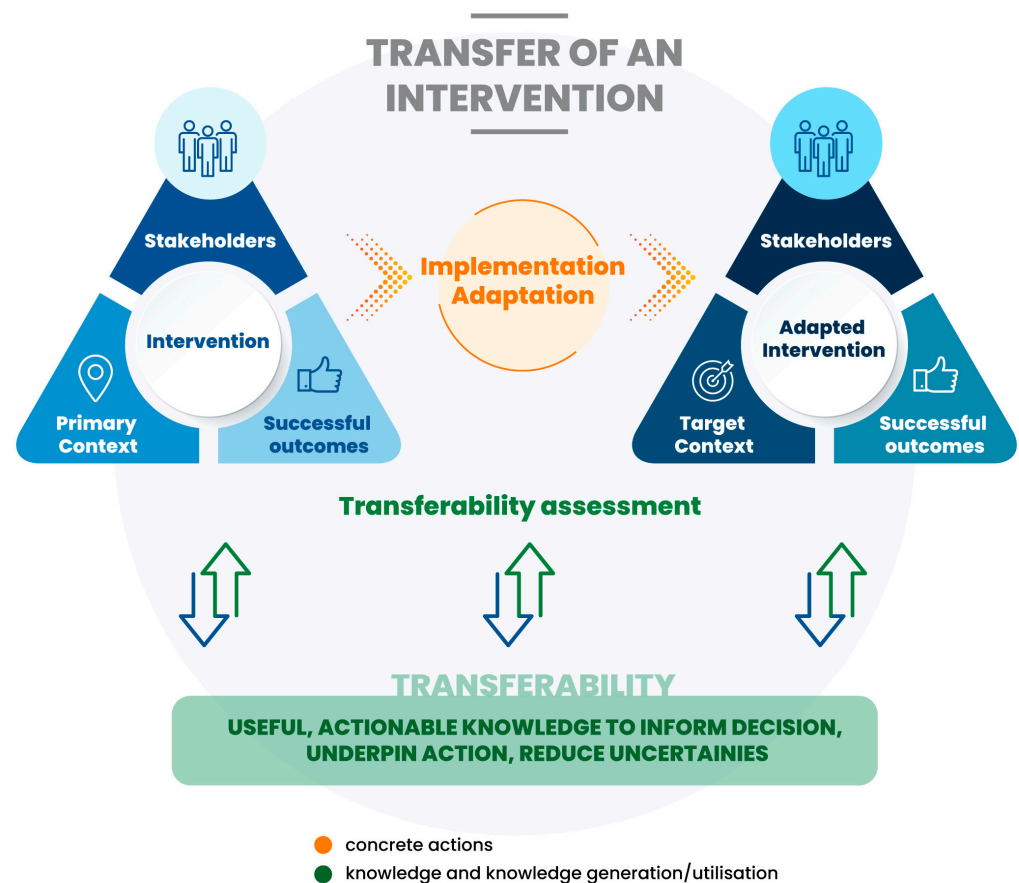 TRANSFER OF AN
INTERVENTION
Stakeholders
Intervention
Primary
Context
Successful
outcomes
Implementation
Adaptation
Stakeholders
Adapted
Intervention
Target
Context
Successful
outcomes
Transferability assessment
TRANSFERABILITY
USEFUL, ACTIONABLE KNOWLEDGE TO INFORM DECISION,
UNDERPIN ACTION, REDUCE UNCERTAINIES
concrete actions
knowledge and knowledge generation/utilisation